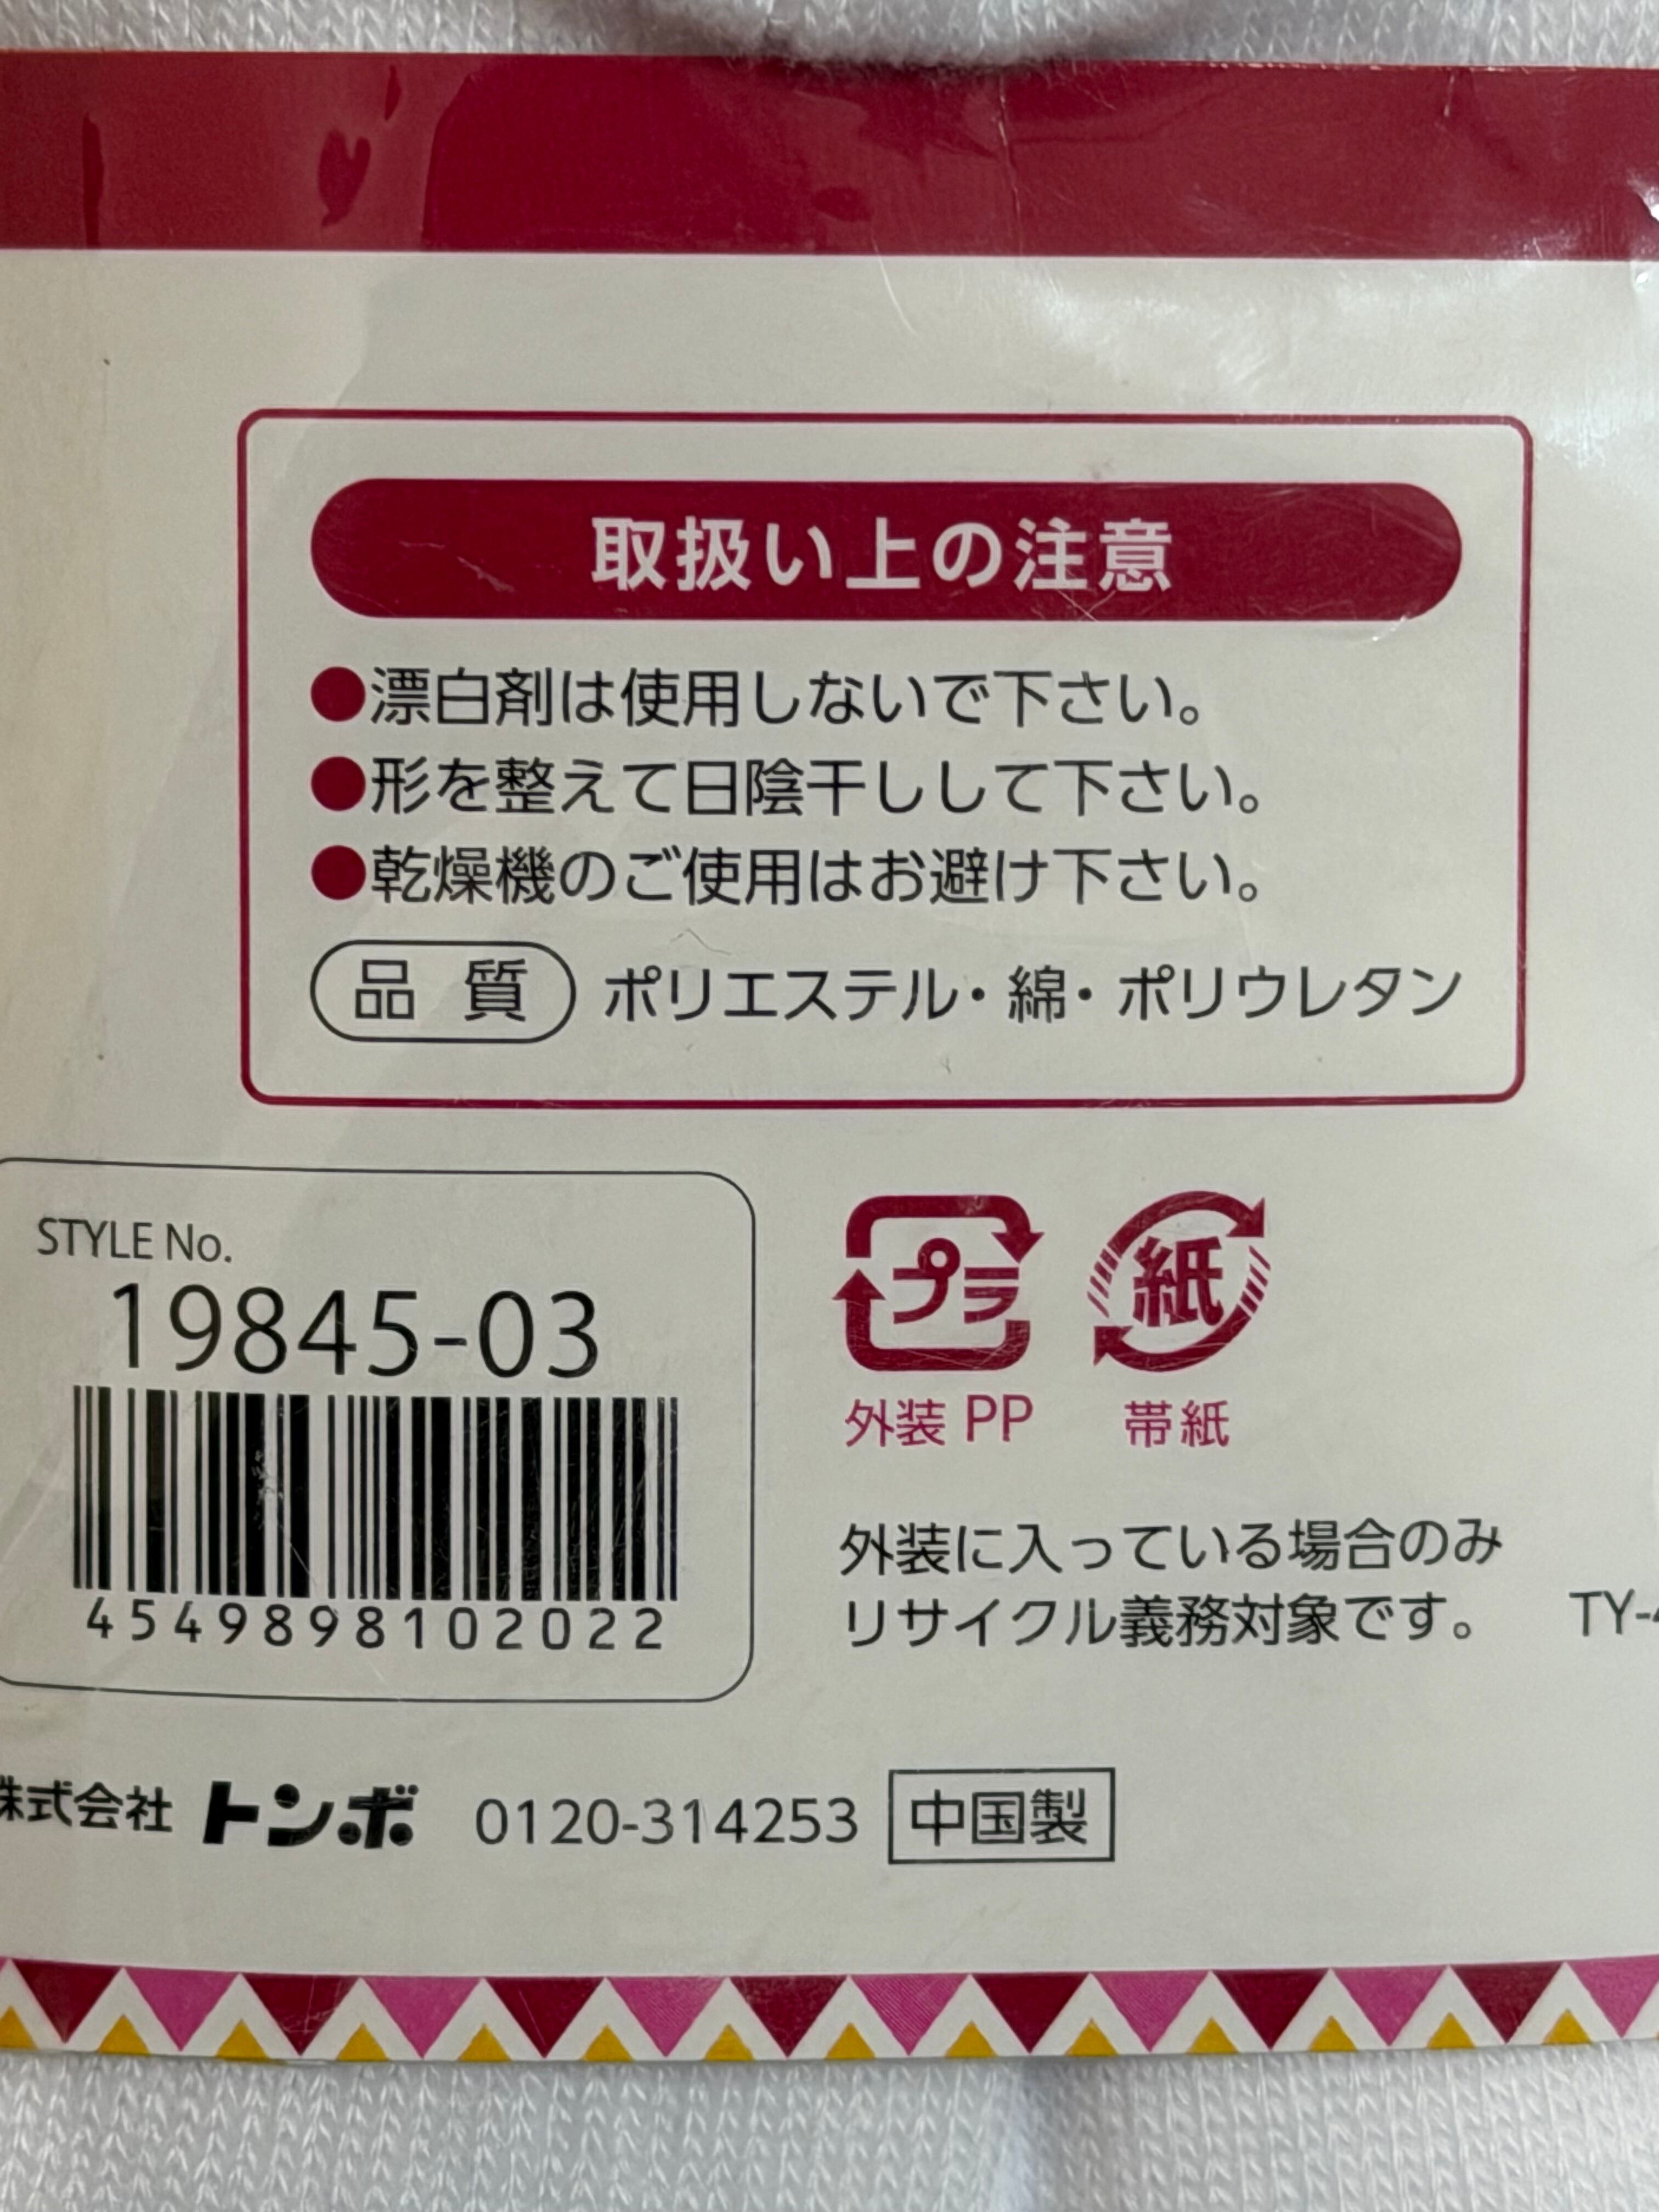 取扱い上の注意
●漂白剤は使用しないで下さい。
●形を整えて日陰干しして下さい。
●乾燥機のご使用はお避け下さい。
品 質 ポリエステル・綿・ポリウレタン
STYLE No.
19845-03
4549898102022
プラ 紙
外装 PP 帯紙
外装に入っている場合のみ
リサイクル義務対象です。 TY-
株式会社 トンボ 0120-314253 中国製